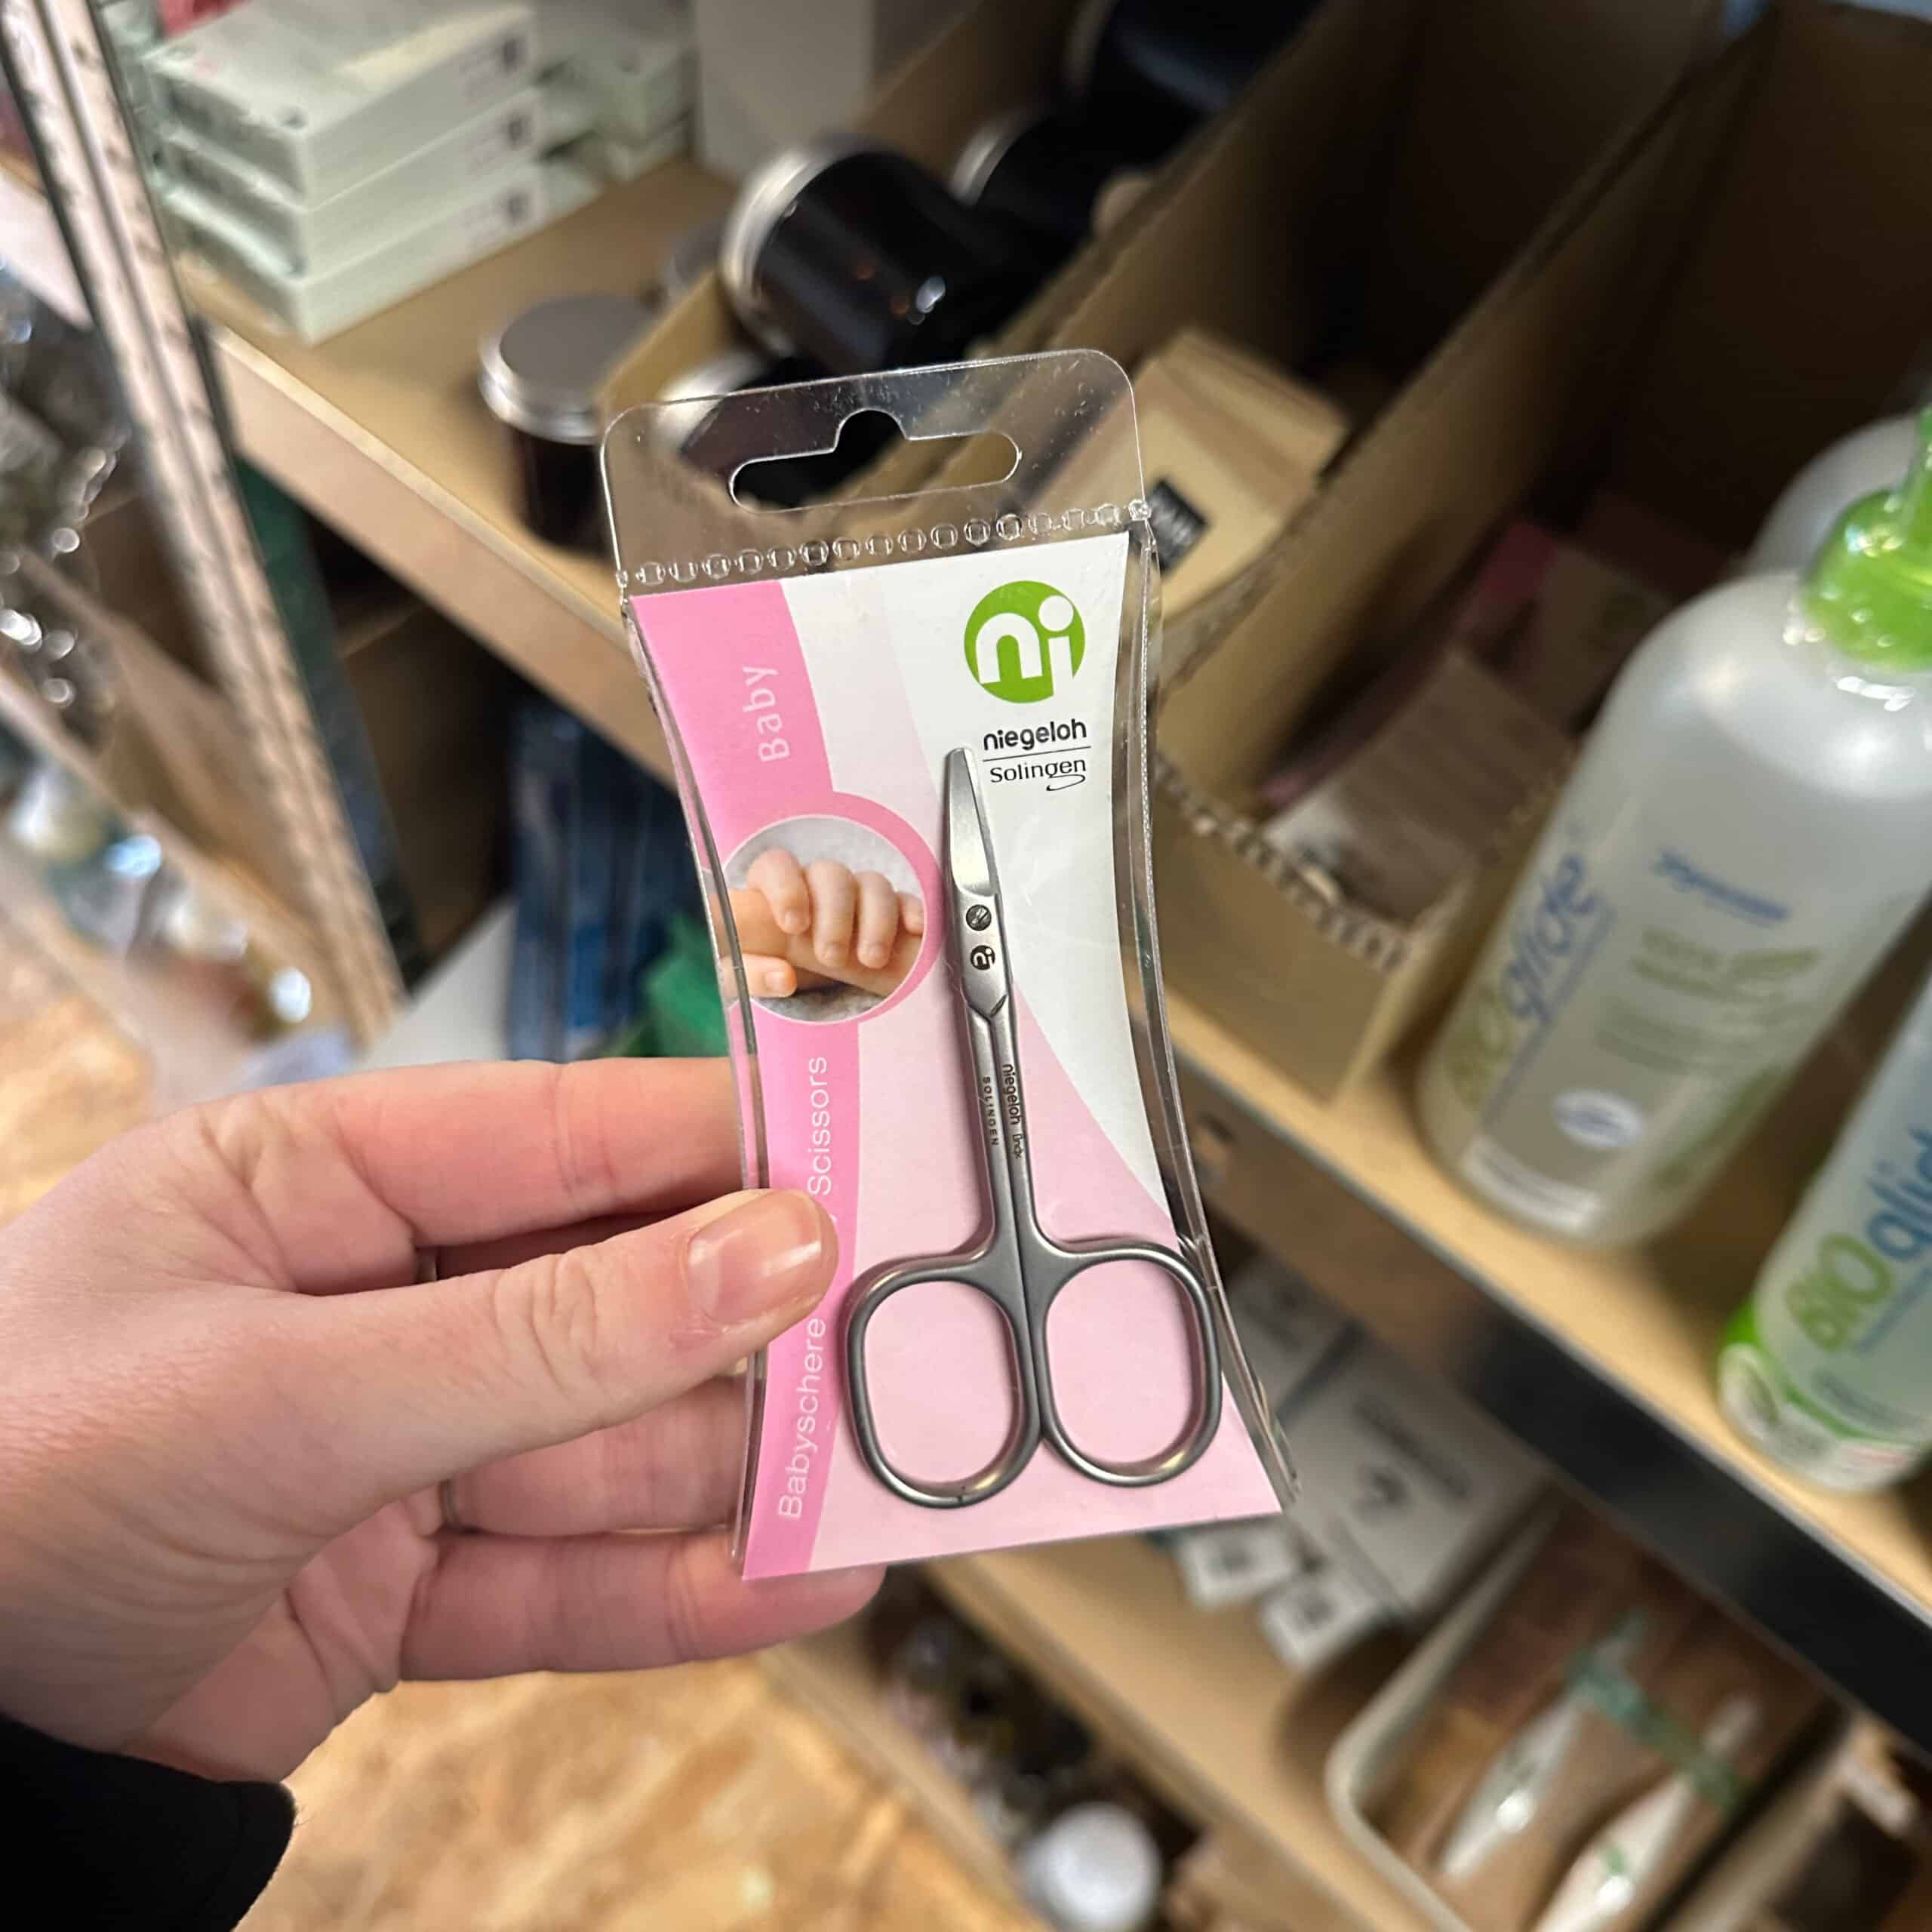 Baby
ni
niegeloh
Solingen
ni
niegeloh
SOLINGEN
Babyschere
Scissors
BIOglide
BIOglide